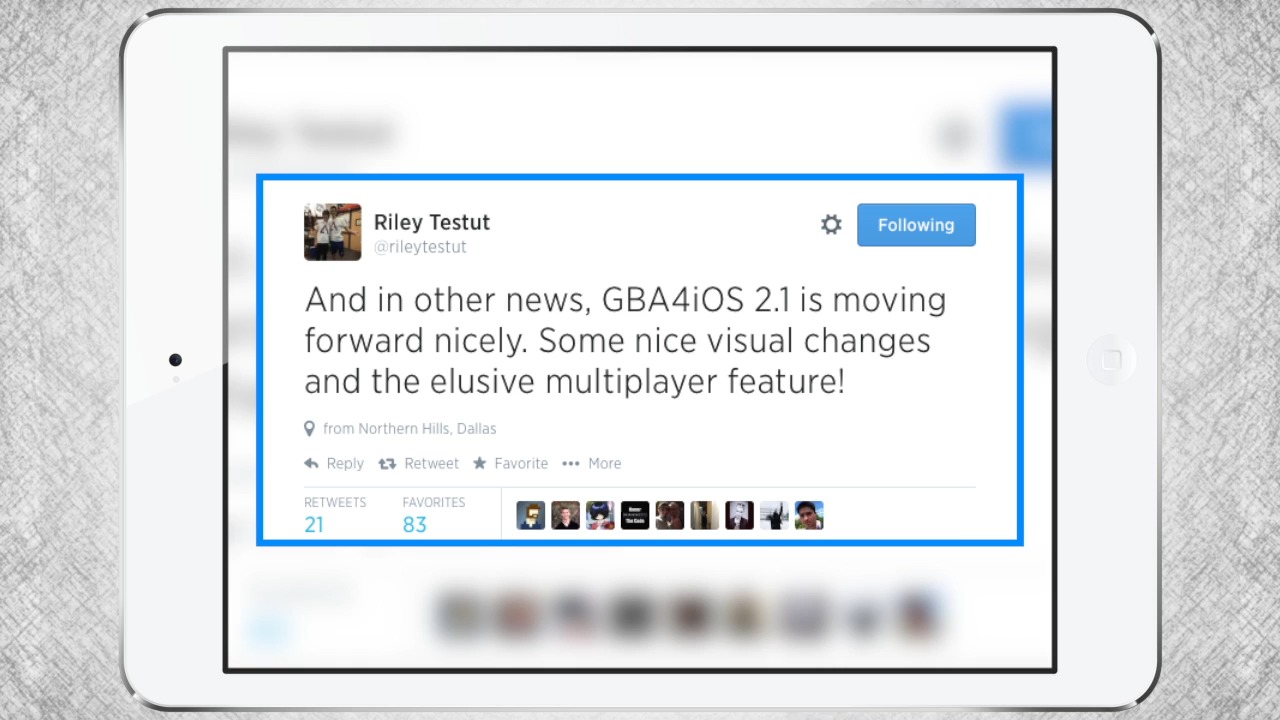 Riley Testut
@rileytestut
Following
And in other news, GBA4iOS 2.1 is moving
forward nicely. Some nice visual changes
and the elusive multiplayer feature!
from Northern Hills, Dallas
Reply Retweet Favorite More
RETWEETS FAVORITES
21 83